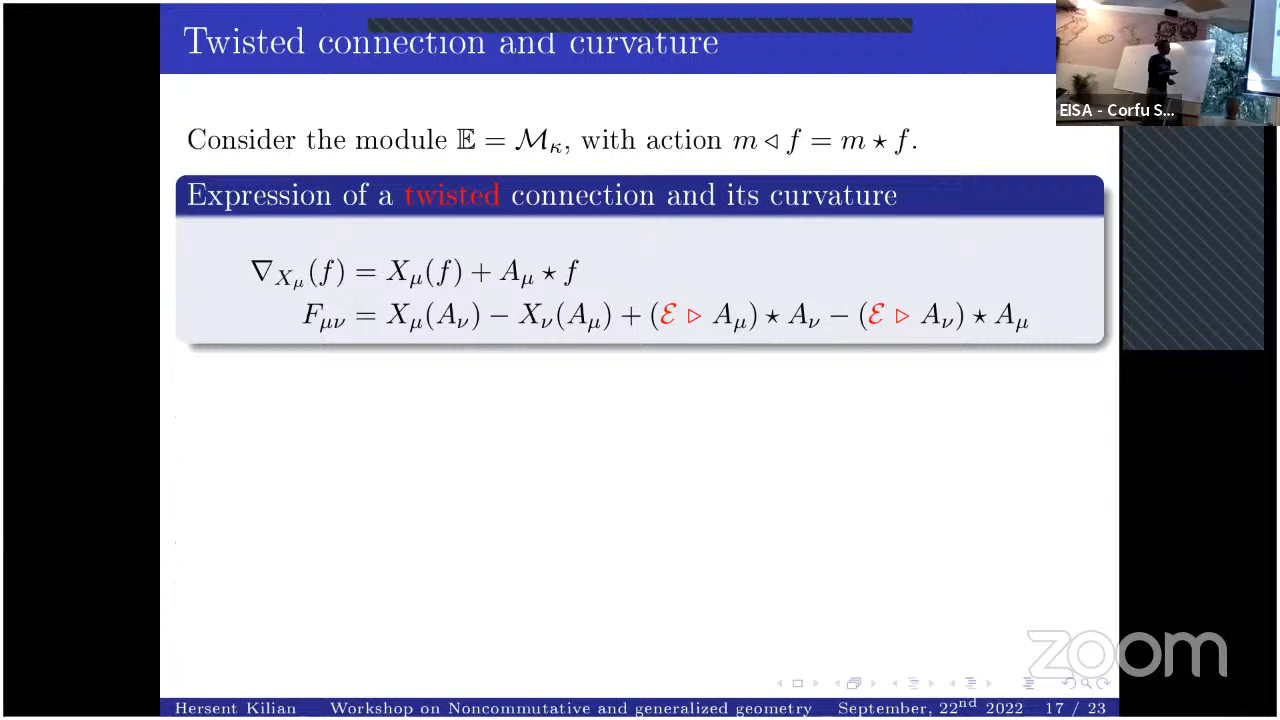 Twisted connection and curvature
EISA - Corfu S...
Consider the module 𝔼 = ℳ_κ, with action m ◃ f = m ⋆ f.
Expression of a twisted connection and its curvature
∇_{X_μ}(f) = X_μ(f) + A_μ ⋆ f
F_{μν} = X_μ(A_ν) − X_ν(A_μ) + (ℰ ▹ A_μ) ⋆ A_ν − (ℰ ▹ A_ν) ⋆ A_μ
zoom
Hersent Kilian Workshop on Noncommutative and generalized geometry September, 22nd 2022 17 / 23